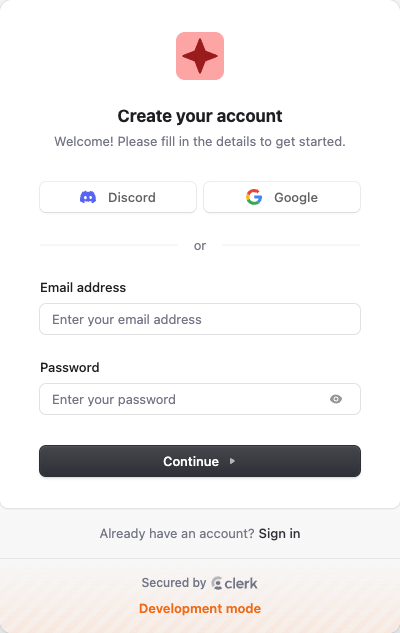 Create your account
Welcome! Please fill in the details to get started.
Discord Google
or
Email address
Enter your email address
Password
Enter your password
Continue
Already have an account? Sign in
Secured by clerk
Development mode